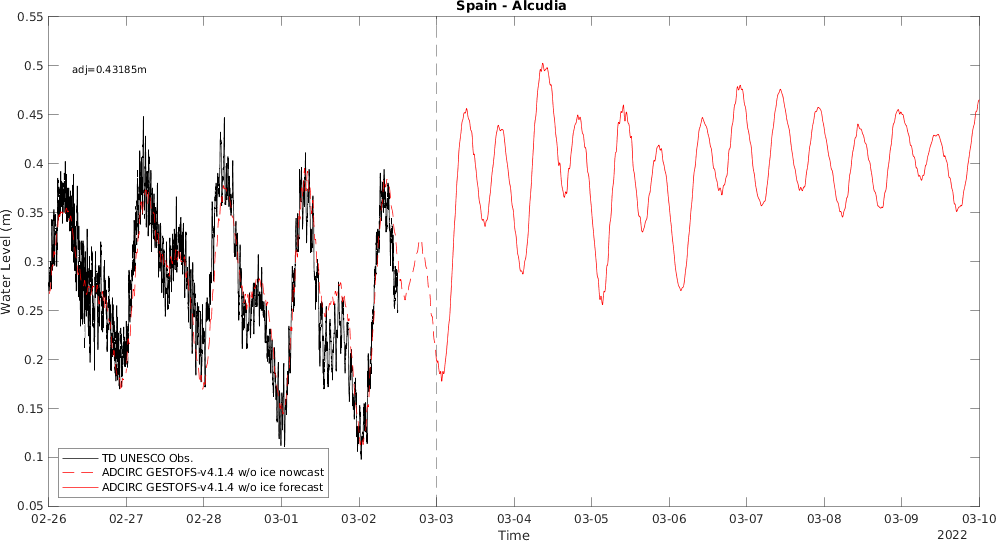 Spain - Alcudia
0.55
0.5
0.45
0.4
0.35
0.3
0.25
0.2
0.15
0.1
0.05
Water Level (m)
adj=0.43185m
TD UNESCO Obs.
ADCIRC GESTOFS-v4.1.4 w/o ice nowcast
ADCIRC GESTOFS-v4.1.4 w/o ice forecast
02-26 02-27 02-28 03-01 03-02 03-03 03-04 03-05 03-06 03-07 03-08 03-09 03-10
Time
2022